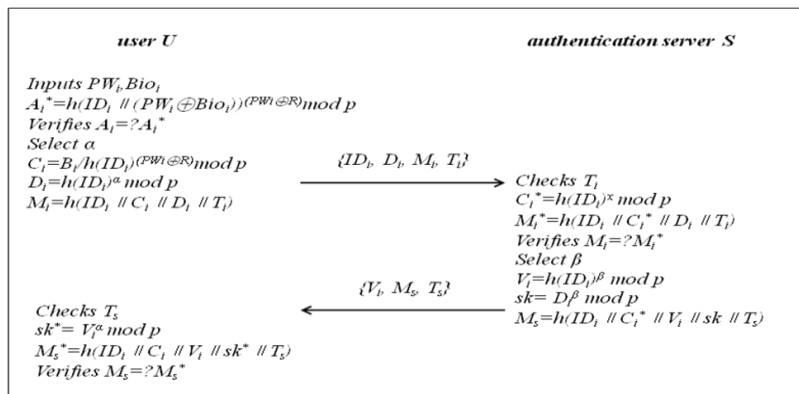 user U
Inputs PWᵢ, Bioᵢ
Aᵢ*=h(IDᵢ // (PWᵢ⊕Bioᵢ))^(PWi⊕R) mod p
Verifies Aᵢ=?Aᵢ*
Select α
Cᵢ=Bᵢ/h(IDᵢ)^(PWi⊕R) mod p
Dᵢ=h(IDᵢ)^α mod p
Mᵢ=h(IDᵢ // Cᵢ // Dᵢ // Tᵢ)
{IDᵢ, Dᵢ, Mᵢ, Tᵢ}
authentication server S
Checks Tᵢ
Cᵢ*=h(IDᵢ)^x mod p
Mᵢ*=h(IDᵢ // Cᵢ* // Dᵢ // Tᵢ)
Verifies Mᵢ=?Mᵢ*
Select β
Vᵢ=h(IDᵢ)^β mod p
sk= Dᵢ^β mod p
Mₛ=h(IDᵢ // Cᵢ* // Vᵢ // sk // Tₛ)
{Vᵢ, Mₛ, Tₛ}
Checks Tₛ
sk*= Vᵢ^α mod p
Mₛ*=h(IDᵢ // Cᵢ // Vᵢ // sk* // Tₛ)
Verifies Mₛ=?Mₛ*